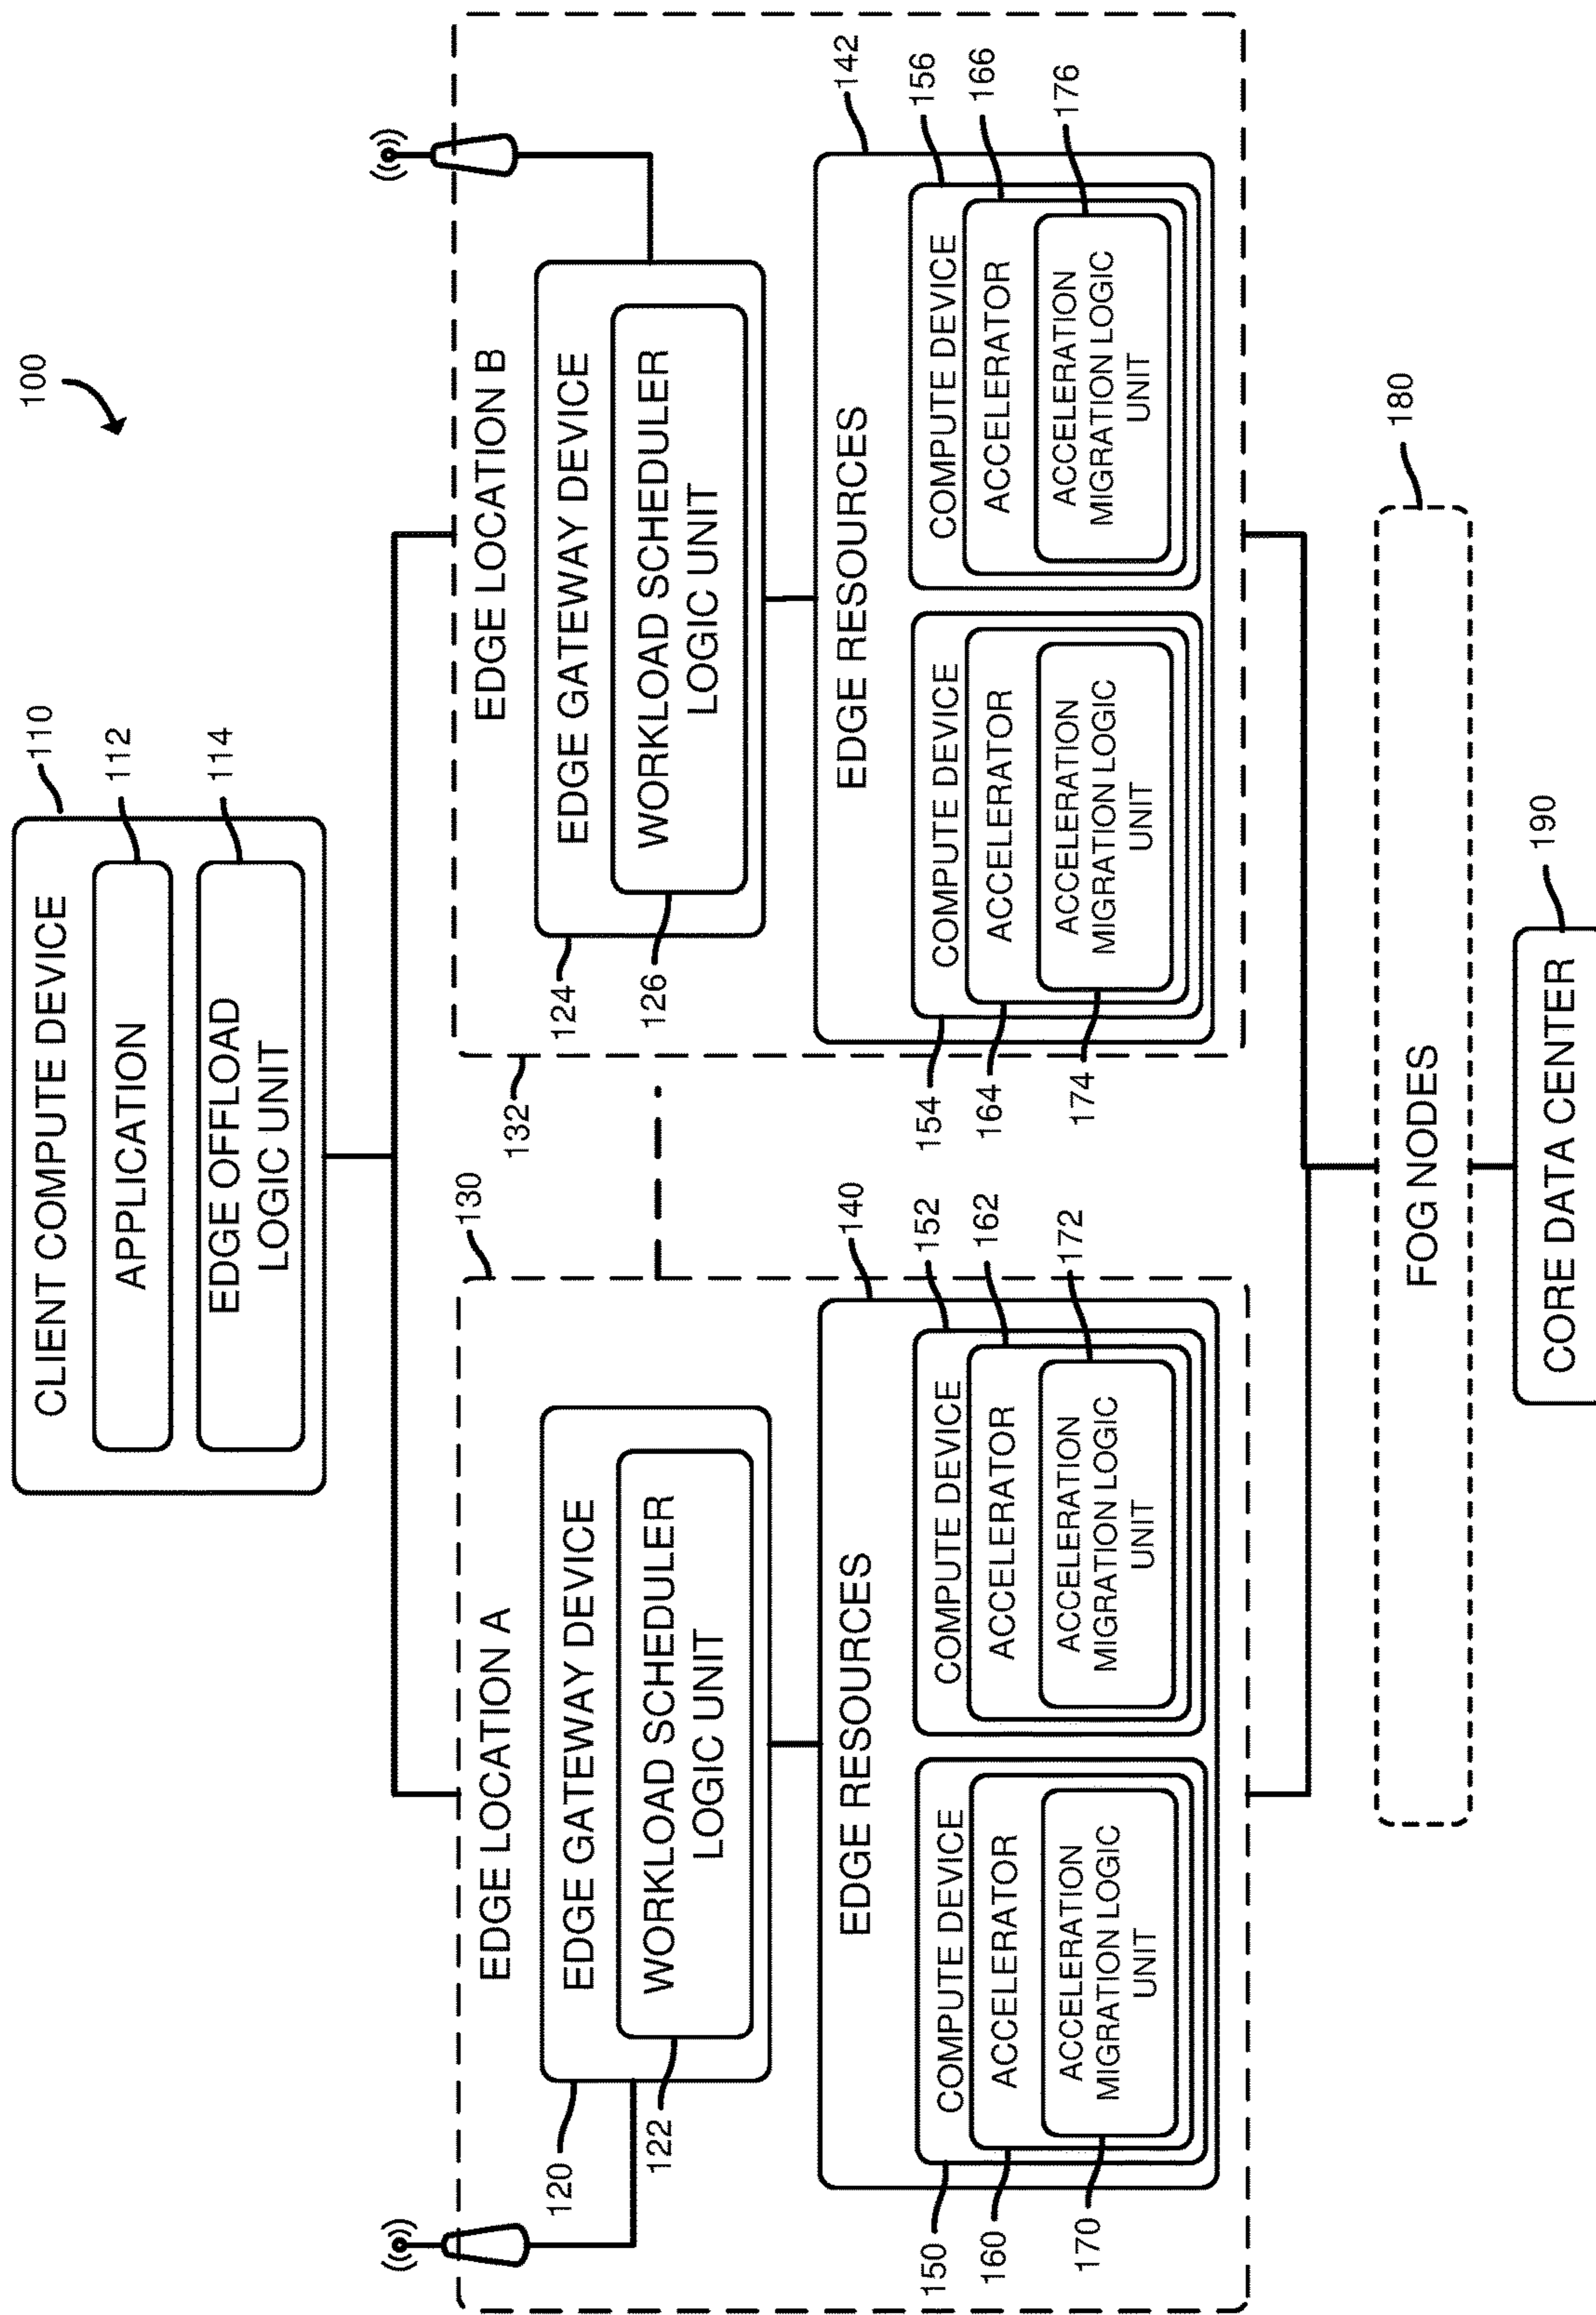 100
CLIENT COMPUTE DEVICE
110
APPLICATION
112
EDGE OFFLOAD
LOGIC UNIT
114
130
EDGE LOCATION A
EDGE GATEWAY DEVICE
120
WORKLOAD SCHEDULER
LOGIC UNIT
122
EDGE RESOURCES
140
COMPUTE DEVICE
150
ACCELERATOR
160
ACCELERATION
MIGRATION LOGIC
UNIT
170
COMPUTE DEVICE
152
ACCELERATOR
162
ACCELERATION
MIGRATION LOGIC
UNIT
172
132
EDGE LOCATION B
EDGE GATEWAY DEVICE
124
WORKLOAD SCHEDULER
LOGIC UNIT
126
EDGE RESOURCES
142
COMPUTE DEVICE
154
ACCELERATOR
164
ACCELERATION
MIGRATION LOGIC
UNIT
174
COMPUTE DEVICE
156
ACCELERATOR
166
ACCELERATION
MIGRATION LOGIC
UNIT
176
FOG NODES
180
CORE DATA CENTER
190